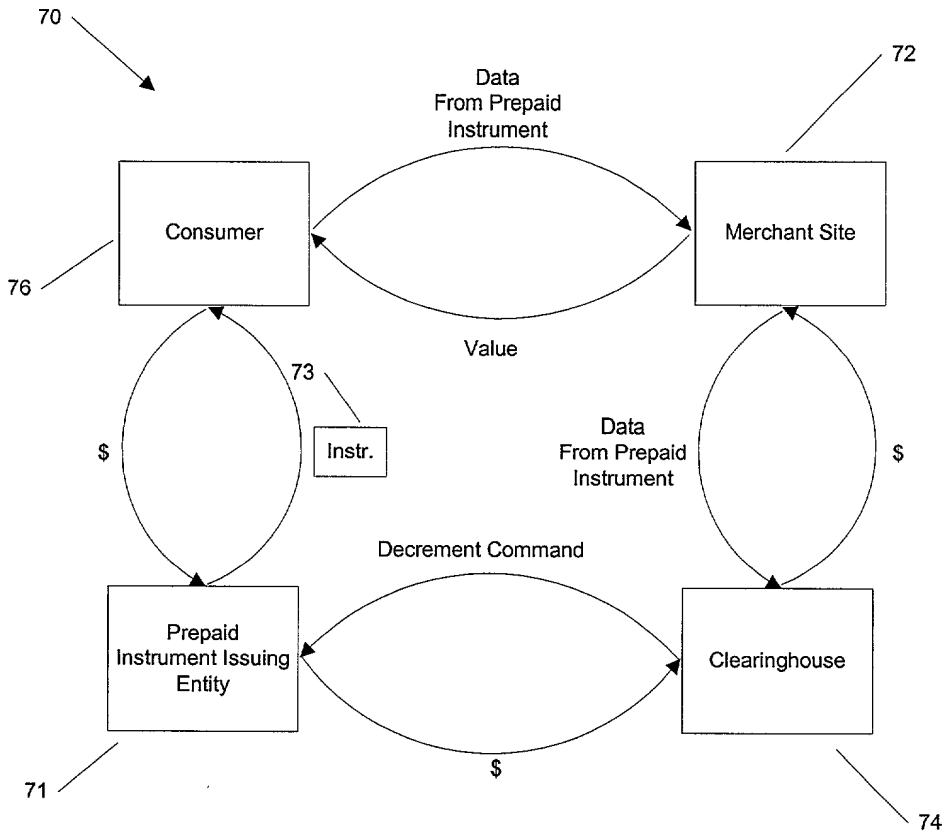 70
72
Data
From Prepaid
Instrument
Consumer
Merchant Site
76
Value
73
$
Instr.
Data
From Prepaid
Instrument
$
Decrement Command
Prepaid
Instrument Issuing
Entity
Clearinghouse
71
$
74